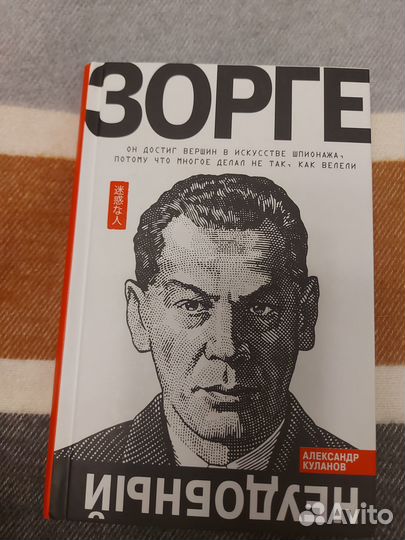 ЗОРГЕ
ОН ДОСТИГ ВЕРШИН В ИСКУССТВЕ ШПИОНАЖА,
ПОТОМУ ЧТО МНОГОЕ ДЕЛАЛ НЕ ТАК, КАК ВЕЛЕЛИ
迷惑な人
АЛЕКСАНДР
КУЛАНОВ
НЕУДОБНЫЙ
Avito